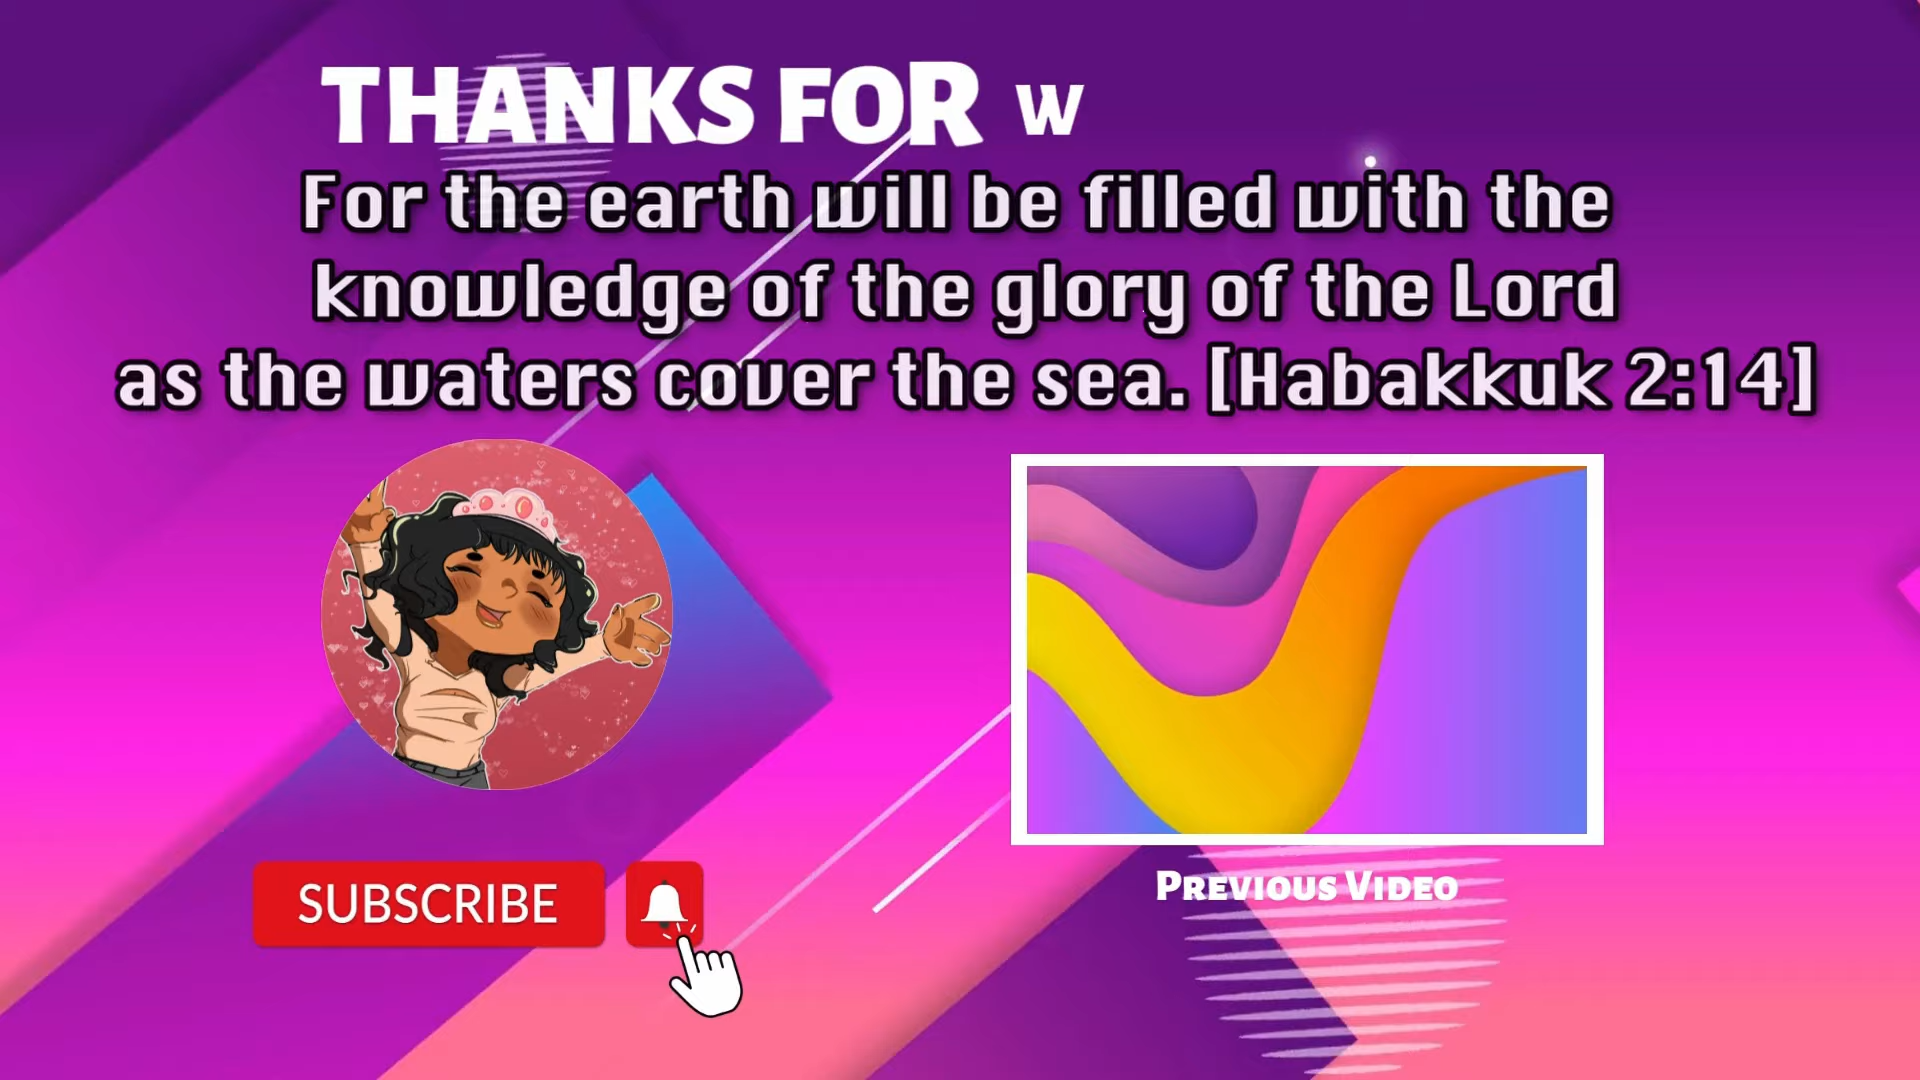 THANKS FOR W
For the earth will be filled with the
knowledge of the glory of the Lord
as the waters cover the sea. [Habakkuk 2:14]
SUBSCRIBE
PREVIOUS VIDEO